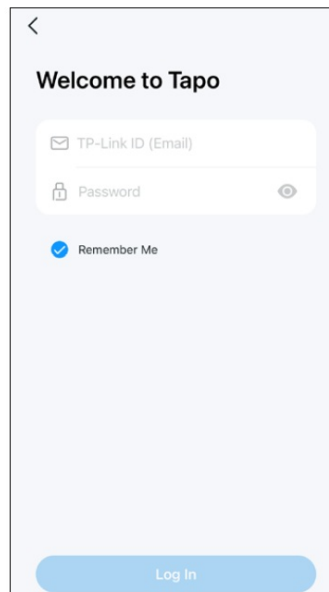 Welcome to Tapo
TP-Link ID (Email)
Password
Remember Me
Log In